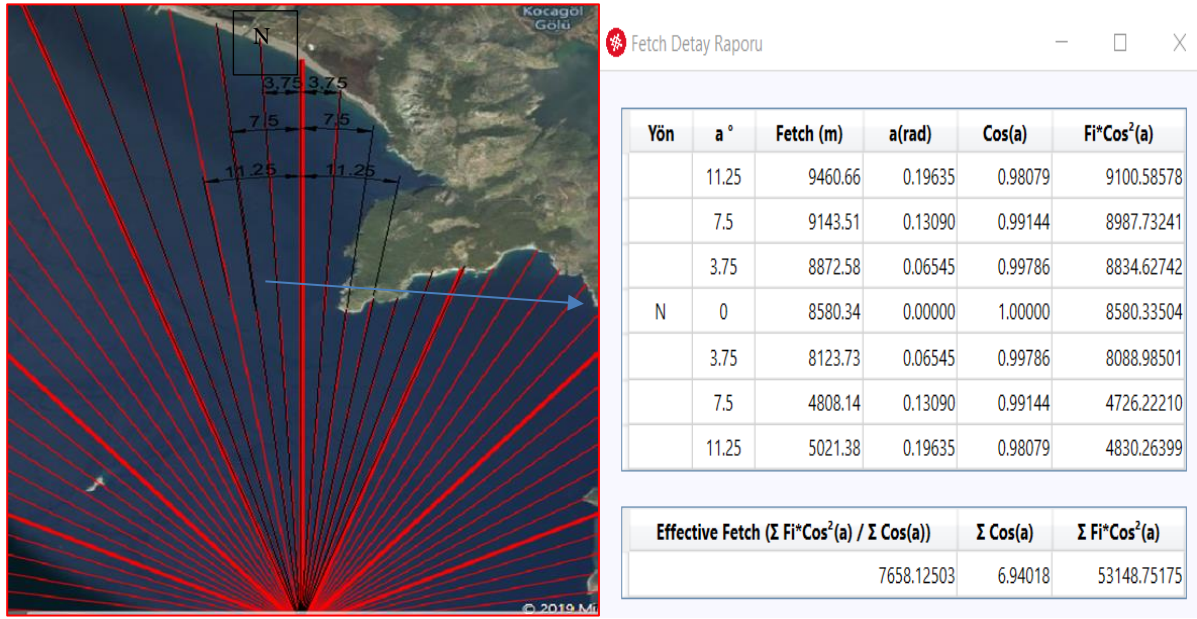 Kocagöl
Gölü
N
3,75 3,75
7.5 7.5
11.25 11.25
© 2019 Mi
Fetch Detay Raporu
Yön a ° Fetch (m) a(rad) Cos(a) Fi*Cos²(a)
11.25 9460.66 0.19635 0.98079 9100.58578
7.5 9143.51 0.13090 0.99144 8987.73241
3.75 8872.58 0.06545 0.99786 8834.62742
N 0 8580.34 0.00000 1.00000 8580.33504
3.75 8123.73 0.06545 0.99786 8088.98501
7.5 4808.14 0.13090 0.99144 4726.22210
11.25 5021.38 0.19635 0.98079 4830.26399
Effective Fetch (Σ Fi*Cos²(a) / Σ Cos(a)) Σ Cos(a) Σ Fi*Cos²(a)
7658.12503 6.94018 53148.75175